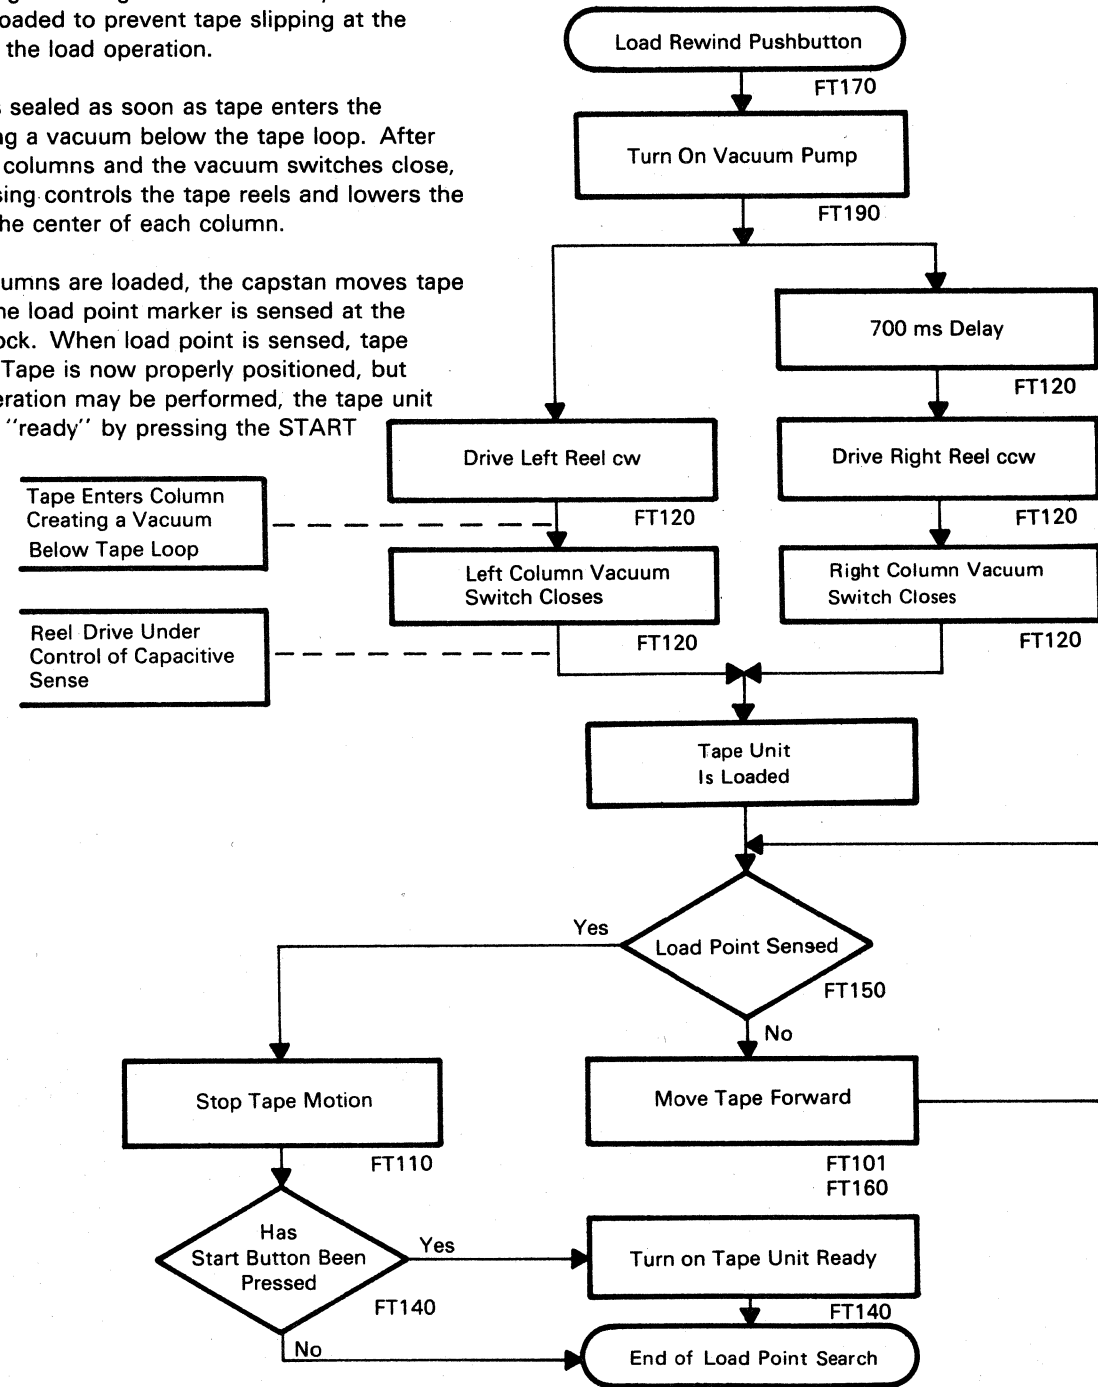 oaded to prevent tape slipping at the
the load operation.
s sealed as soon as tape enters the
ng a vacuum below the tape loop. After
columns and the vacuum switches close,
sing controls the tape reels and lowers the
he center of each column.
umns are loaded, the capstan moves tape
ne load point marker is sensed at the
ock. When load point is sensed, tape
Tape is now properly positioned, but
eration may be performed, the tape unit
"ready" by pressing the START
Load Rewind Pushbutton
FT170
Turn On Vacuum Pump
FT190
700 ms Delay
FT120
Drive Left Reel cw
FT120
Drive Right Reel ccw
FT120
Tape Enters Column
Creating a Vacuum
Below Tape Loop
Left Column Vacuum
Switch Closes
FT120
Right Column Vacuum
Switch Closes
FT120
Reel Drive Under
Control of Capacitive
Sense
Tape Unit
Is Loaded
Load Point Sensed
FT150
Yes
No
Stop Tape Motion
FT110
Move Tape Forward
FT101
FT160
Has
Start Button Been
Pressed
FT140
Yes
No
Turn on Tape Unit Ready
FT140
End of Load Point Search